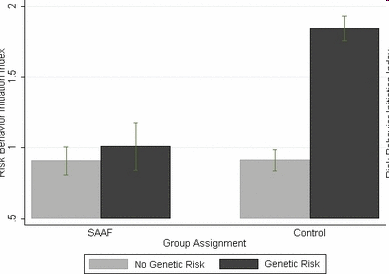 Risk Behavior Initiation Index
2
1.5
1
.5
SAAF
Control
Group Assignment
No Genetic Risk
Genetic Risk
Risk Behavior Initiation Index